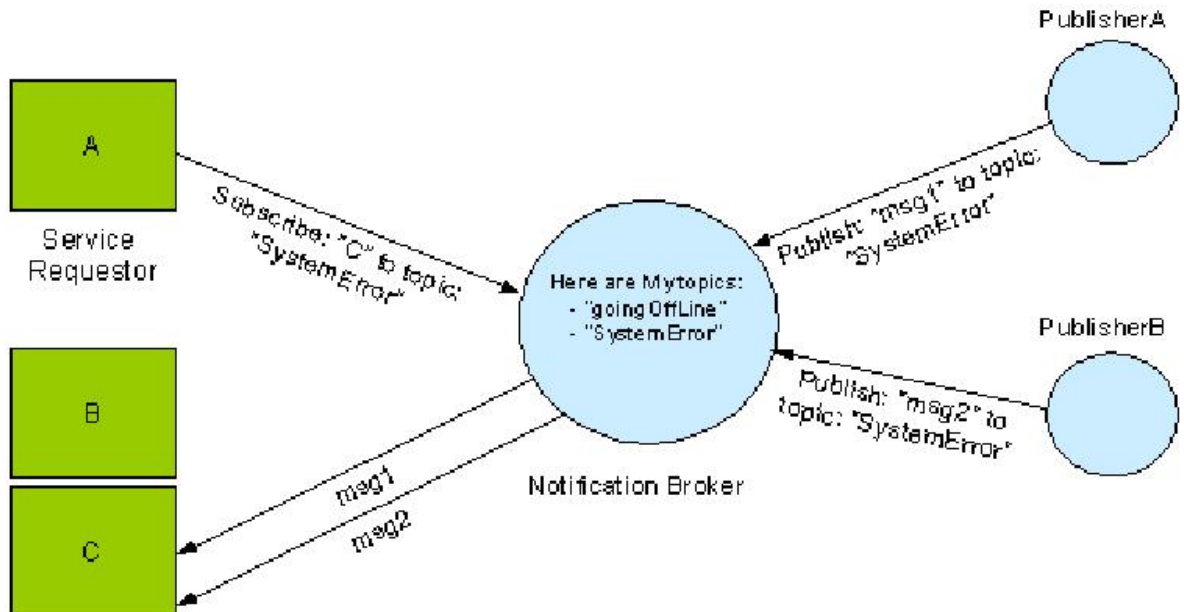 PublisherA
A
Subscribe: "C" to topic:
"SystemError"
Service
Requestor
Publish: "msg1" to topic:
"SystemError"
Here are Mytopics:
- "goingOffLine"
- "SystemError"
PublisherB
Publish: "msg2" to
topic: "SystemError"
B
Notification Broker
msg1
msg2
C